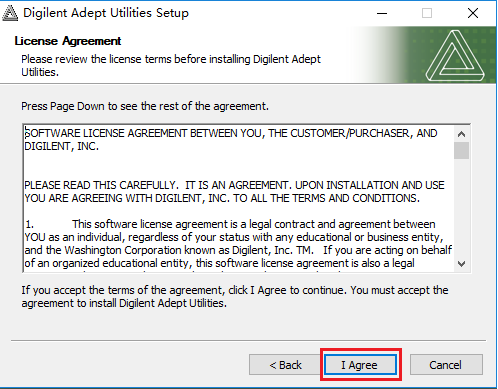 Digilent Adept Utilities Setup
License Agreement
Please review the license terms before installing Digilent Adept
Utilities.
Press Page Down to see the rest of the agreement.
SOFTWARE LICENSE AGREEMENT BETWEEN YOU, THE CUSTOMER/PURCHASER, AND
DIGILENT, INC.
PLEASE READ THIS CAREFULLY.  IT IS AN AGREEMENT. UPON INSTALLATION AND USE
YOU ARE AGREEING WITH DIGILENT, INC. TO ALL THE TERMS AND CONDITIONS.
1. This software license agreement is a legal contract and agreement between
YOU as an individual, regardless of your status with any educational or business entity,
and the Washington Corporation known as Digilent, Inc. TM.   If you are acting on behalf
of an organized educational entity, this software license agreement is also a legal
If you accept the terms of the agreement, click I Agree to continue. You must accept the
agreement to install Digilent Adept Utilities.
< Back
I Agree
Cancel